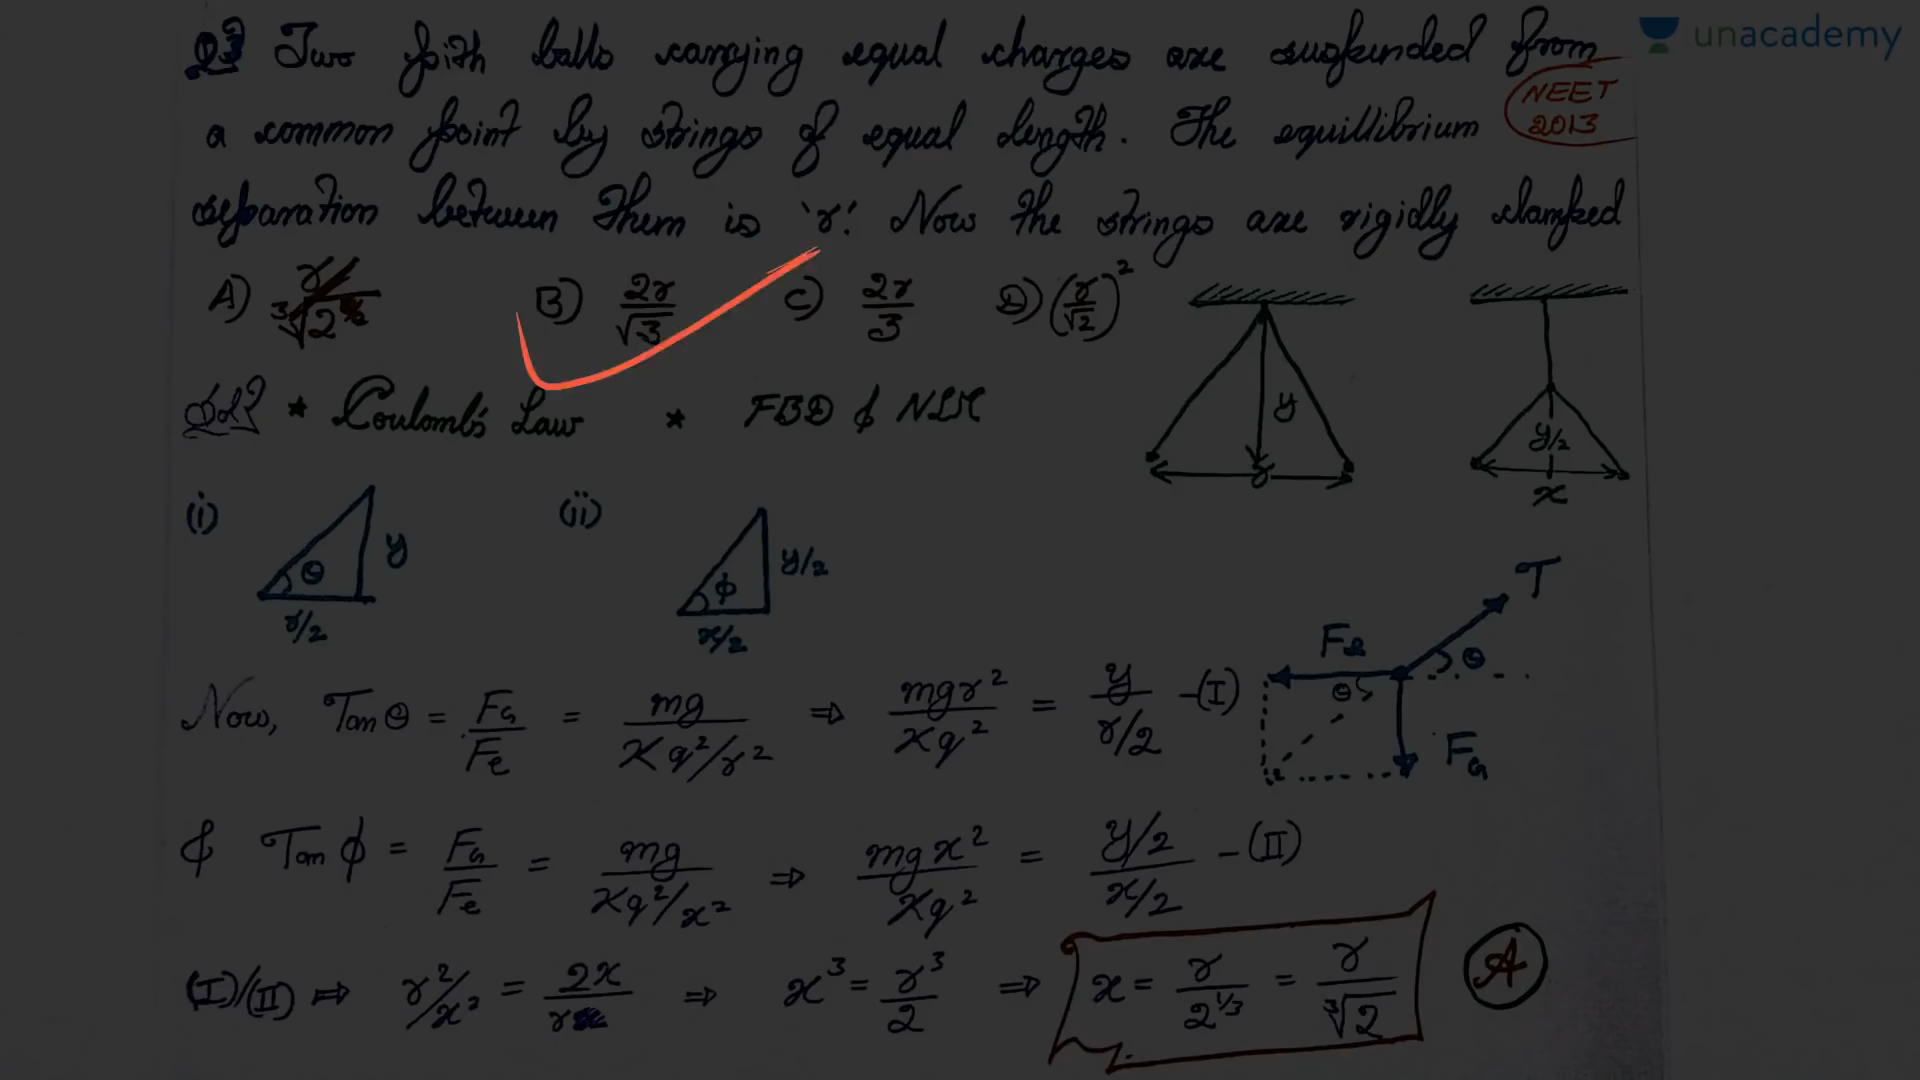 unacademy
Q3 Two pith balls carrying equal charges are suspended from
NEET 2013
a common point by strings of equal length. The equillibrium
separation between them is 'r'. Now the strings are rigidly clamped
A) r/∛2 B) 2r/√3 C) 2r/3 D) (r/√2)²
y
y/2
r
x
Sol? * Coulomb's Law * FBD & NLM
(i) θ y r/2 (ii) φ y/2 x/2
T
Fe θ
θ
FG
Now, Tan θ = FG/Fe = mg/(Kq²/r²) ⇒ mgr²/Kq² = y/(r/2) -(I)
& Tan φ = FG/Fe = mg/(Kq²/x²) ⇒ mgx²/Kq² = (y/2)/(x/2) -(II)
(I)/(II) ⇒ r²/x² = 2x/r ⇒ x³ = r³/2 ⇒ x = r/2^(1/3) = r/∛2 A